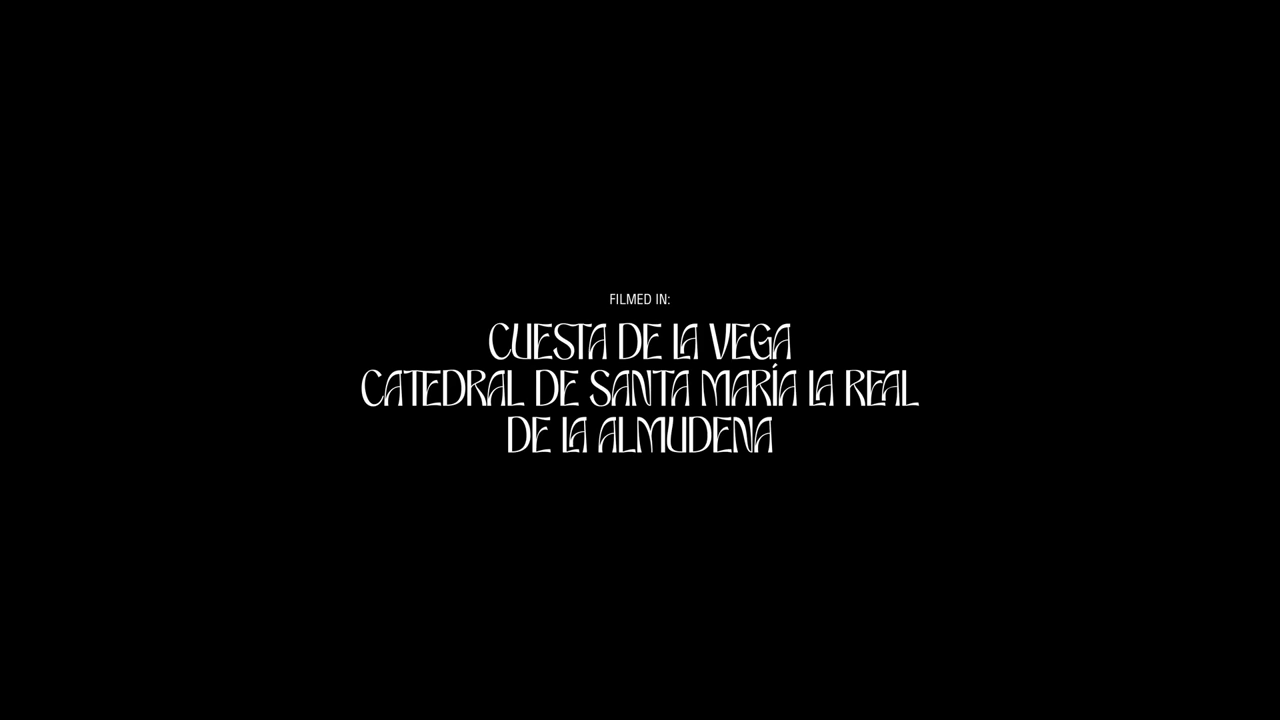 FILMED IN:
CUESTA DE LA VEGA
CATEDRAL DE SANTA MARÍA LA REAL
DE LA ALMUDENA